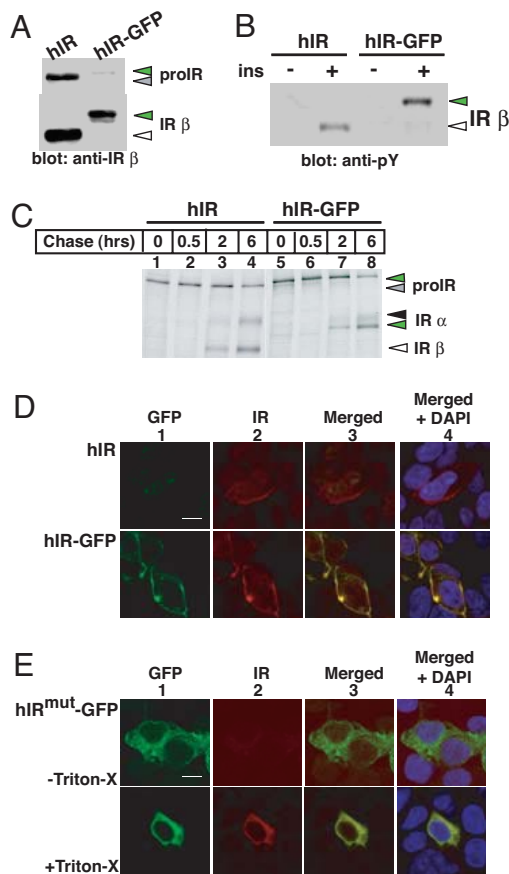 A
hIR
hIR-GFP
proIR
IR β
blot: anti-IR β
B
hIR hIR-GFP
ins - + - +
IR β
blot: anti-pY
C
hIR hIR-GFP
Chase (hrs) 0 0.5 2 6 0 0.5 2 6
1 2 3 4 5 6 7 8
proIR
IR α
IR β
D
GFP IR Merged Merged + DAPI
1 2 3 4
hIR
hIR-GFP
E
GFP IR Merged Merged + DAPI
1 2 3 4
hIRmut-GFP
-Triton-X
+Triton-X